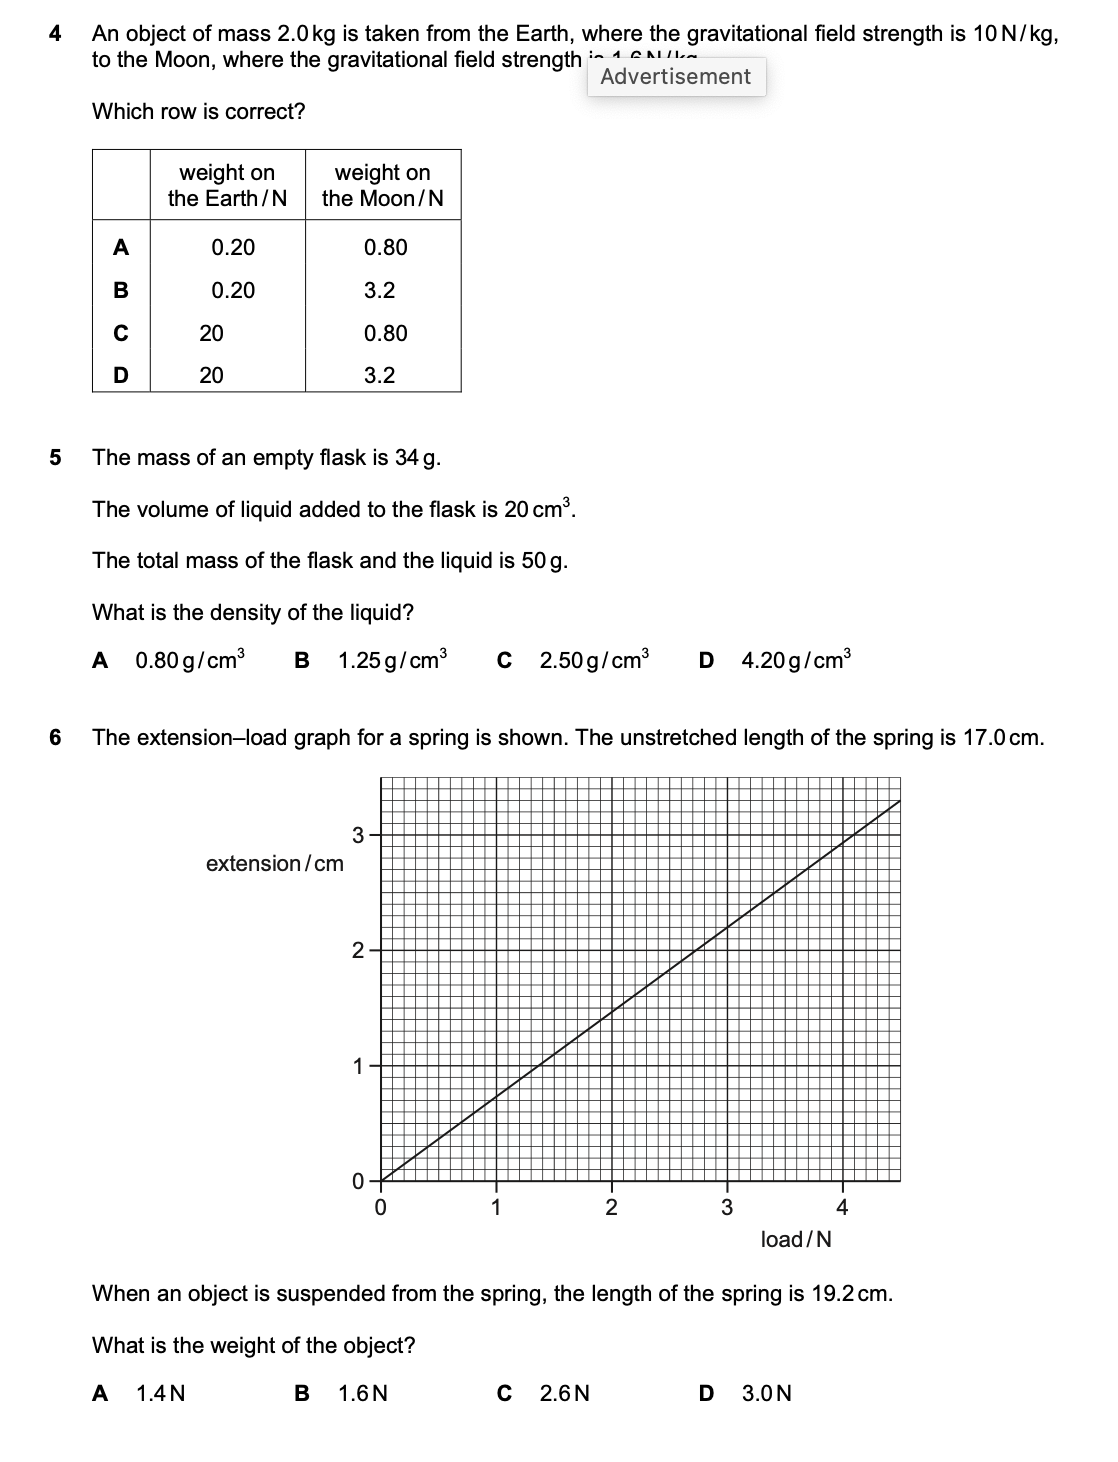 4 An object of mass 2.0 kg is taken from the Earth, where the gravitational field strength is 10 N / kg,
to the Moon, where the gravitational field strength
Advertisement
Which row is correct?
weight on the Earth / N weight on the Moon / N
A 0.20 0.80
B 0.20 3.2
C 20 0.80
D 20 3.2
5 The mass of an empty flask is 34 g.
The volume of liquid added to the flask is 20 cm³.
The total mass of the flask and the liquid is 50 g.
What is the density of the liquid?
A 0.80 g / cm³ B 1.25 g / cm³ C 2.50 g / cm³ D 4.20 g / cm³
6 The extension–load graph for a spring is shown. The unstretched length of the spring is 17.0 cm.
3
extension / cm
2
1
0
0 1 2 3 4
load / N
When an object is suspended from the spring, the length of the spring is 19.2 cm.
What is the weight of the object?
A 1.4 N B 1.6 N C 2.6 N D 3.0 N